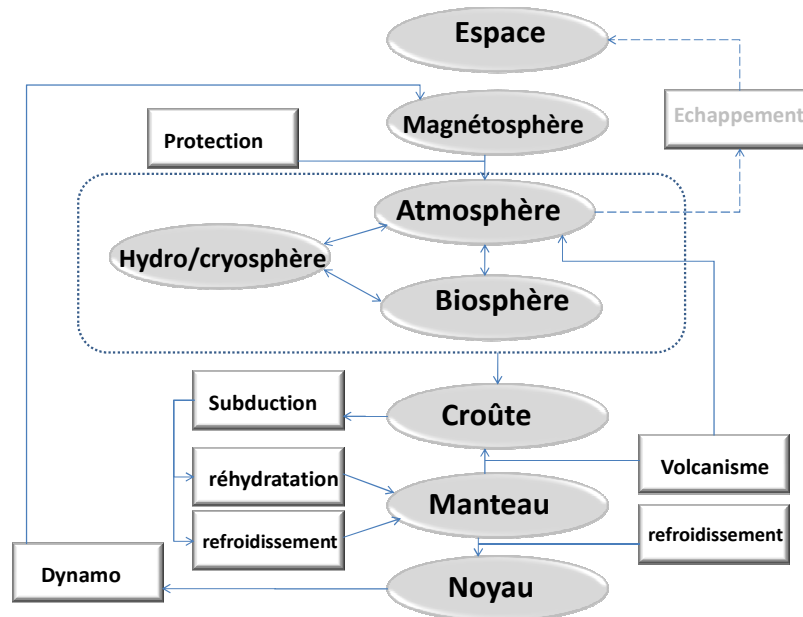 Espace
Echappement
Magnétosphère
Protection
Atmosphère
Hydro/cryosphère
Biosphère
Subduction
Croûte
réhydratation
Manteau
Volcanisme
refroidissement
refroidissement
Dynamo
Noyau